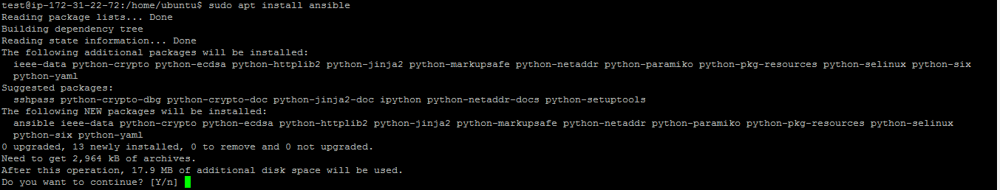 test@ip-172-31-22-72:/home/ubuntu$ sudo apt install ansible
Reading package lists... Done
Building dependency tree
Reading state information... Done
The following additional packages will be installed:
  ieee-data python-crypto python-ecdsa python-httplib2 python-jinja2 python-markupsafe python-netaddr python-paramiko python-pkg-resources python-selinux python-six
  python-yaml
Suggested packages:
  sshpass python-crypto-dbg python-crypto-doc python-jinja2-doc ipython python-netaddr-docs python-setuptools
The following NEW packages will be installed:
  ansible ieee-data python-crypto python-ecdsa python-httplib2 python-jinja2 python-markupsafe python-netaddr python-paramiko python-pkg-resources python-selinux
  python-six python-yaml
0 upgraded, 13 newly installed, 0 to remove and 0 not upgraded.
Need to get 2,964 kB of archives.
After this operation, 17.9 MB of additional disk space will be used.
Do you want to continue? [Y/n]